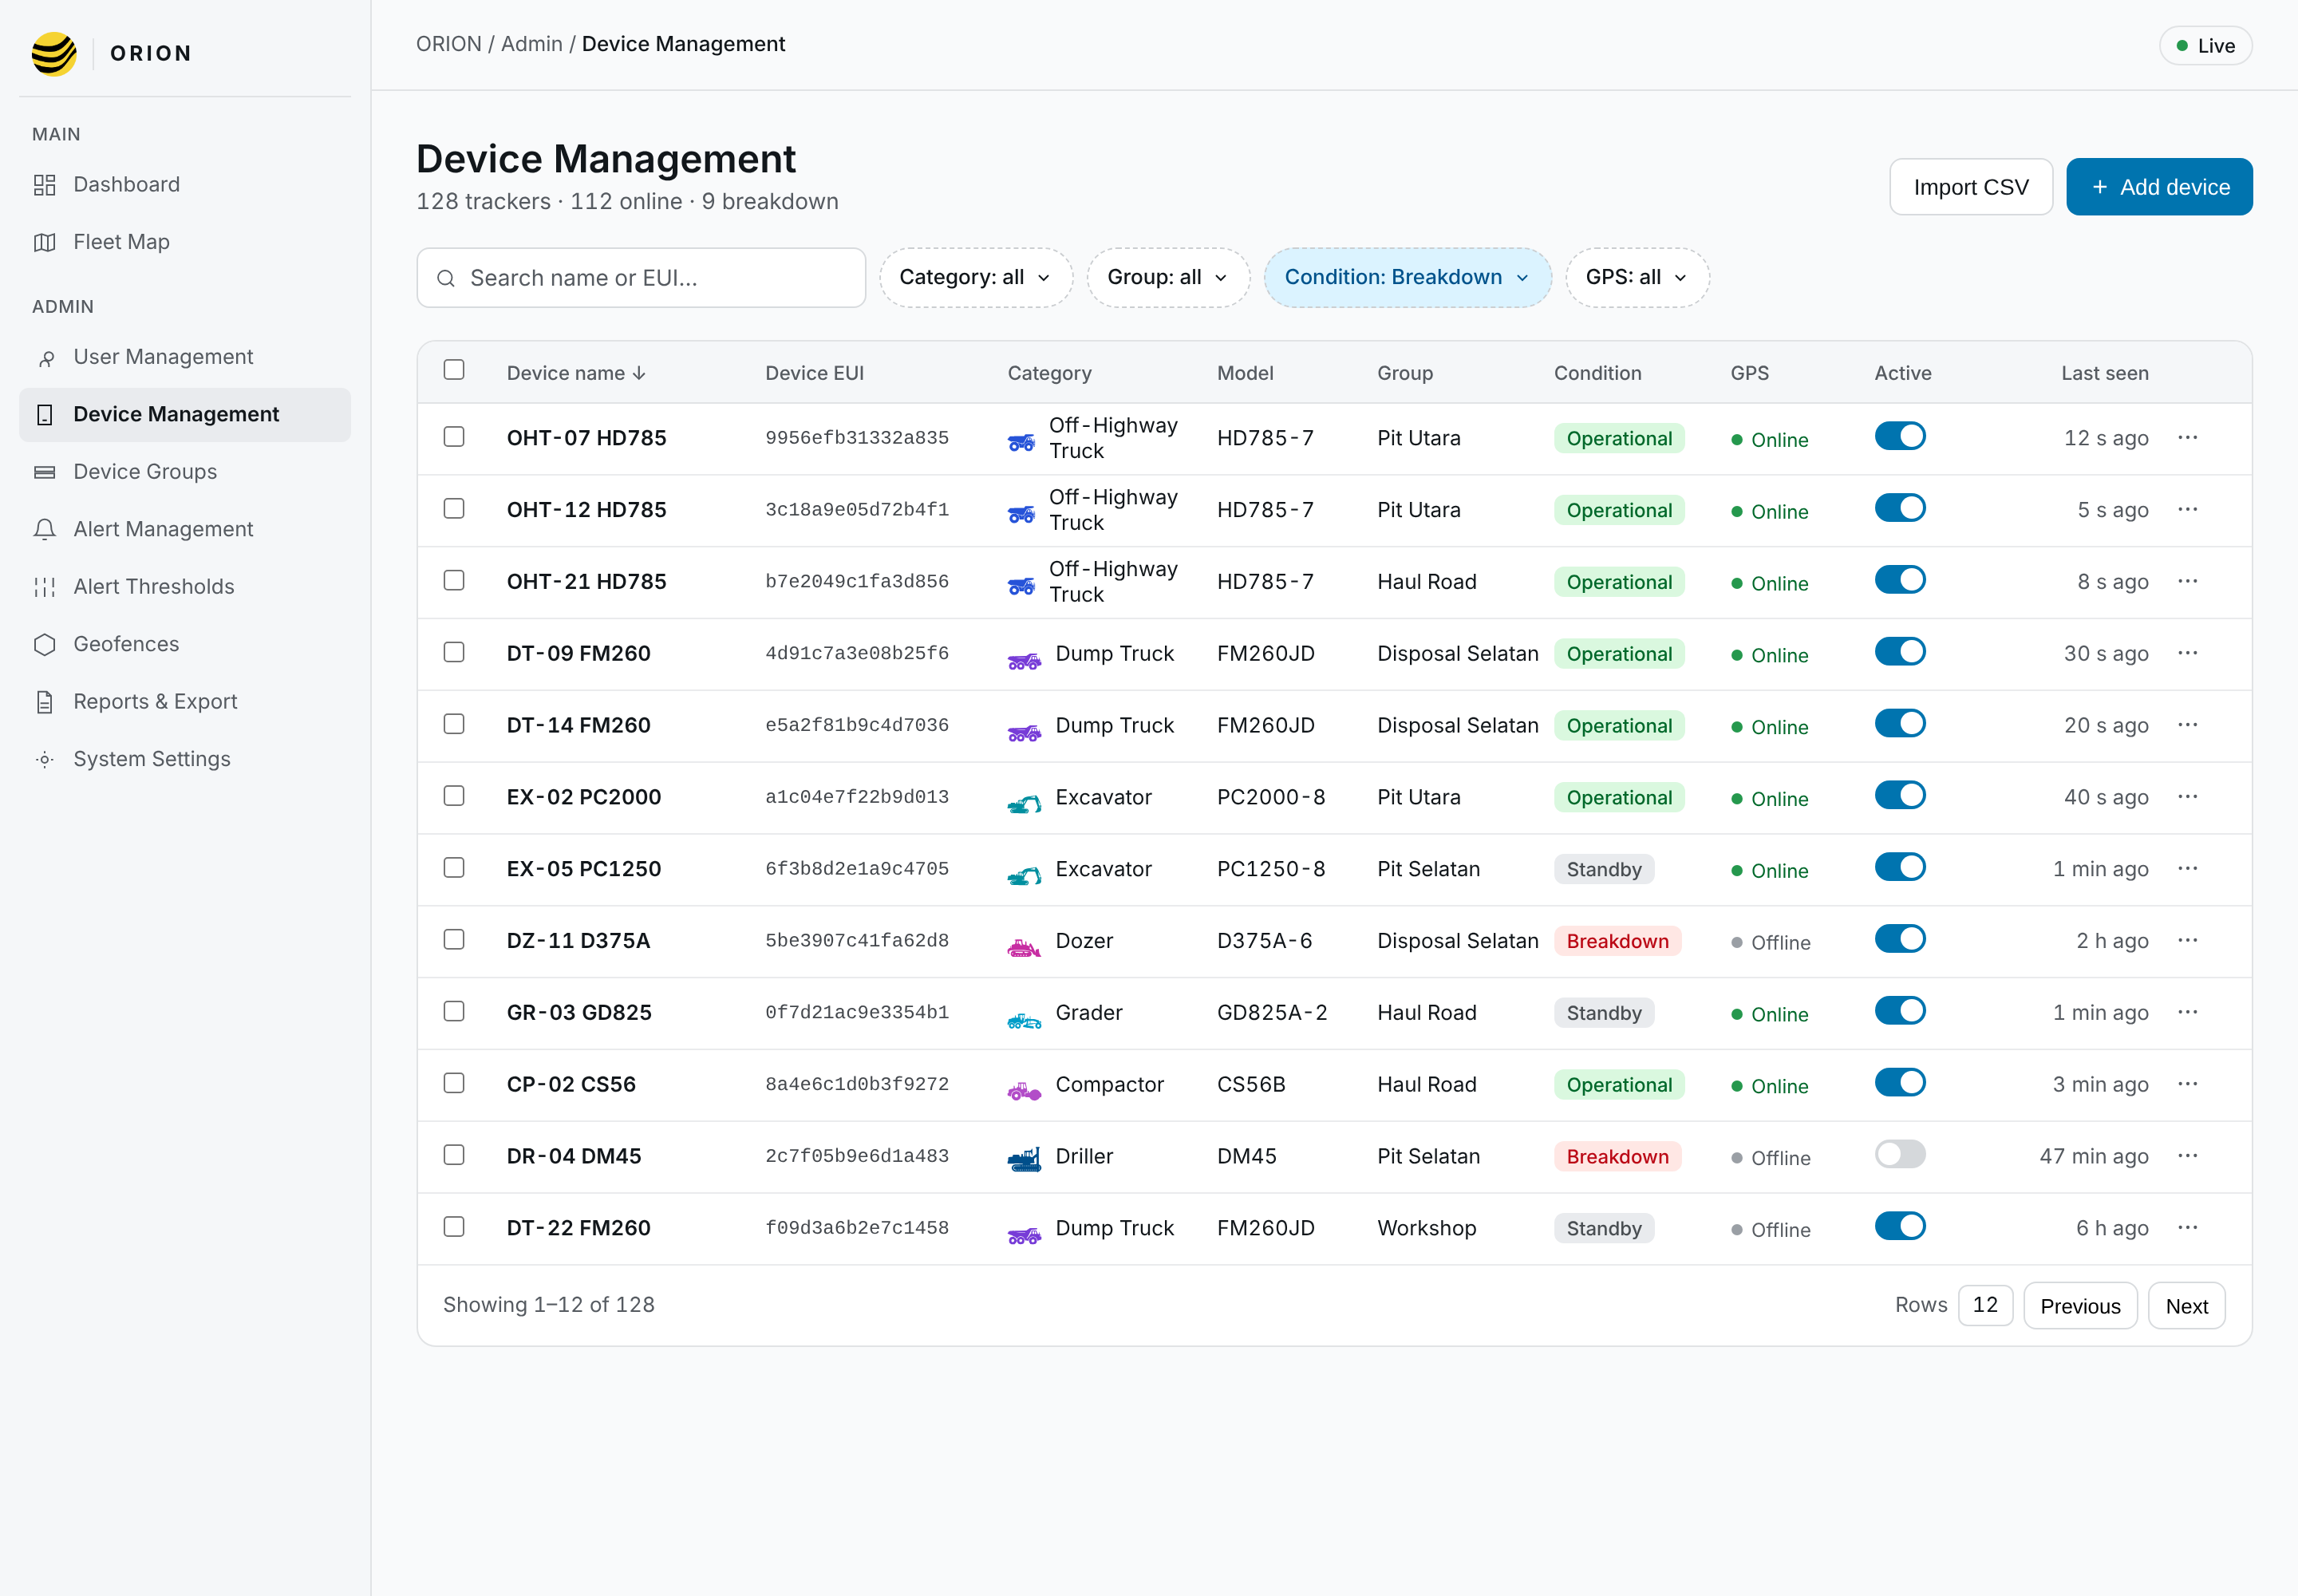 ORION
MAIN
Dashboard
Fleet Map
ADMIN
User Management
Device Management
Device Groups
Alert Management
Alert Thresholds
Geofences
Reports & Export
System Settings
ORION / Admin / Device Management
Live
Device Management
128 trackers · 112 online · 9 breakdown
Import CSV
+ Add device
Search name or EUI...
Category: all
Group: all
Condition: Breakdown
GPS: all
Device name ↓ Device EUI Category Model Group Condition GPS Active Last seen
OHT-07 HD785 9956efb31332a835 Off-Highway Truck HD785-7 Pit Utara Operational Online 12 s ago ...
OHT-12 HD785 3c18a9e05d72b4f1 Off-Highway Truck HD785-7 Pit Utara Operational Online 5 s ago ...
OHT-21 HD785 b7e2049c1fa3d856 Off-Highway Truck HD785-7 Haul Road Operational Online 8 s ago ...
DT-09 FM260 4d91c7a3e08b25f6 Dump Truck FM260JD Disposal Selatan Operational Online 30 s ago ...
DT-14 FM260 e5a2f81b9c4d7036 Dump Truck FM260JD Disposal Selatan Operational Online 20 s ago ...
EX-02 PC2000 a1c04e7f22b9d013 Excavator PC2000-8 Pit Utara Operational Online 40 s ago ...
EX-05 PC1250 6f3b8d2e1a9c4705 Excavator PC1250-8 Pit Selatan Standby Online 1 min ago ...
DZ-11 D375A 5be3907c41fa62d8 Dozer D375A-6 Disposal Selatan Breakdown Offline 2 h ago ...
GR-03 GD825 0f7d21ac9e3354b1 Grader GD825A-2 Haul Road Standby Online 1 min ago ...
CP-02 CS56 8a4e6c1d0b3f9272 Compactor CS56B Haul Road Operational Online 3 min ago ...
DR-04 DM45 2c7f05b9e6d1a483 Driller DM45 Pit Selatan Breakdown Offline 47 min ago ...
DT-22 FM260 f09d3a6b2e7c1458 Dump Truck FM260JD Workshop Standby Offline 6 h ago ...
Showing 1–12 of 128
Rows 12 Previous Next